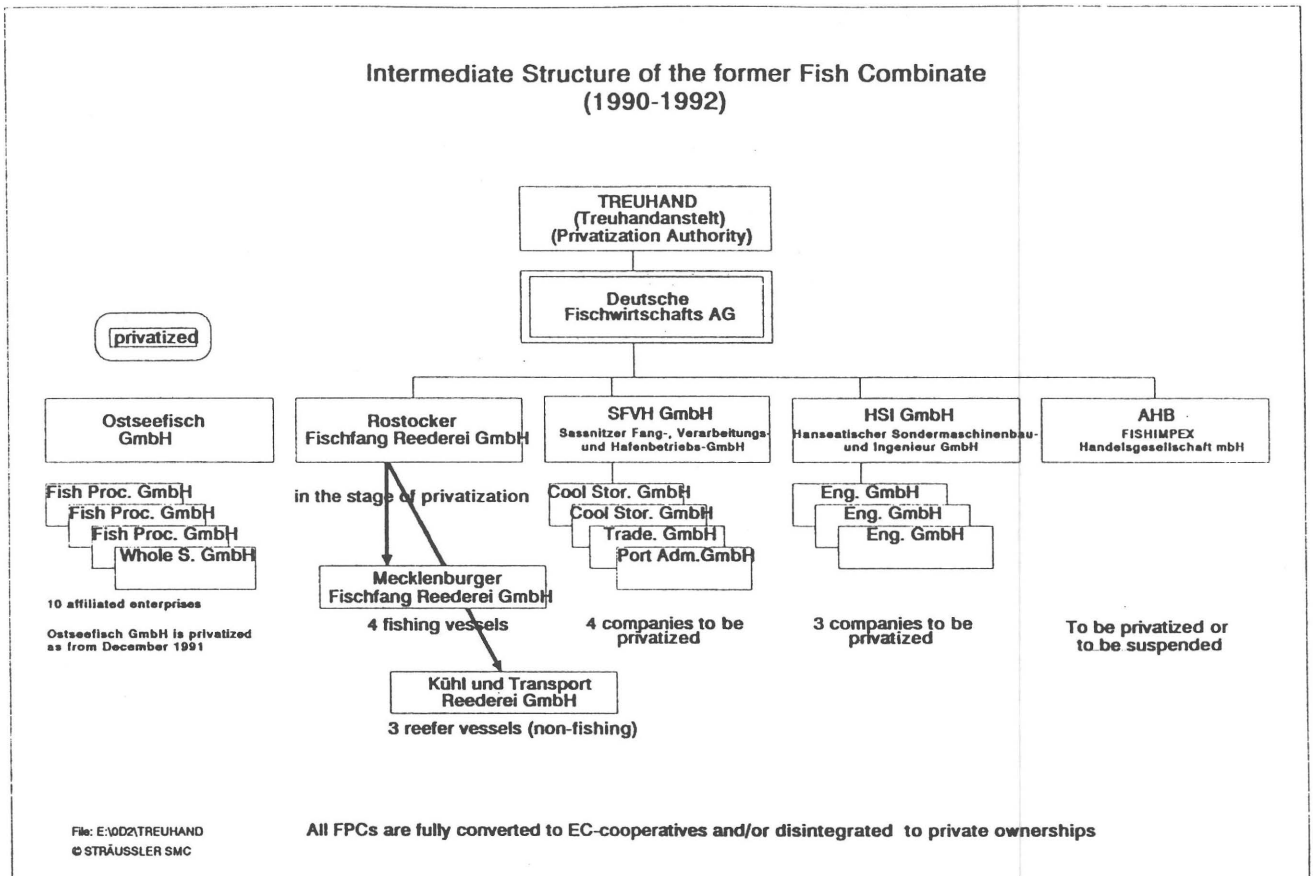 Intermediate Structure of the former Fish Combinate
(1990-1992)
TREUHAND
(Treuhandanstelt)
(Privatization Authority)
Deutsche
Fischwirtschafts AG
privatized
Ostseefisch
GmbH
Rostocker
Fischfang Reederei GmbH
SFVH GmbH
Sassnitzer Fang-, Verarbeitungs-
und Hafenbetriebs-GmbH
HSI GmbH
Hanseatischer Sondermaschinenbau-
und Ingenieur GmbH
AHB
FISHIMPEX
Handelsgesellschaft mbH
Fish Proc. GmbH
Fish Proc. GmbH
Fish Proc. GmbH
Whole S. GmbH
10 affiliated enterprises
Ostseefisch GmbH is privatized
as from December 1991
in the stage of privatization
Mecklenburger
Fischfang Reederei GmbH
4 fishing vessels
Kühl und Transport
Reederei GmbH
3 reefer vessels (non-fishing)
Cool Stor. GmbH
Cool Stor. GmbH
Trade. GmbH
Port Adm.GmbH
4 companies to be
privatized
Eng. GmbH
Eng. GmbH
Eng. GmbH
3 companies to be
privatized
To be privatized or
to be suspended
File: E:\0D2\TREUHAND
© STRÄUSSLER SMC
All FPCs are fully converted to EC-cooperatives and/or disintegrated to private ownerships